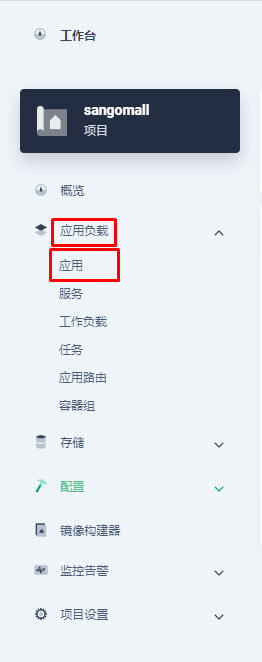 工作台
sangomall
项目
概览
应用负载
应用
服务
工作负载
任务
应用路由
容器组
存储
配置
镜像构建器
监控告警
项目设置